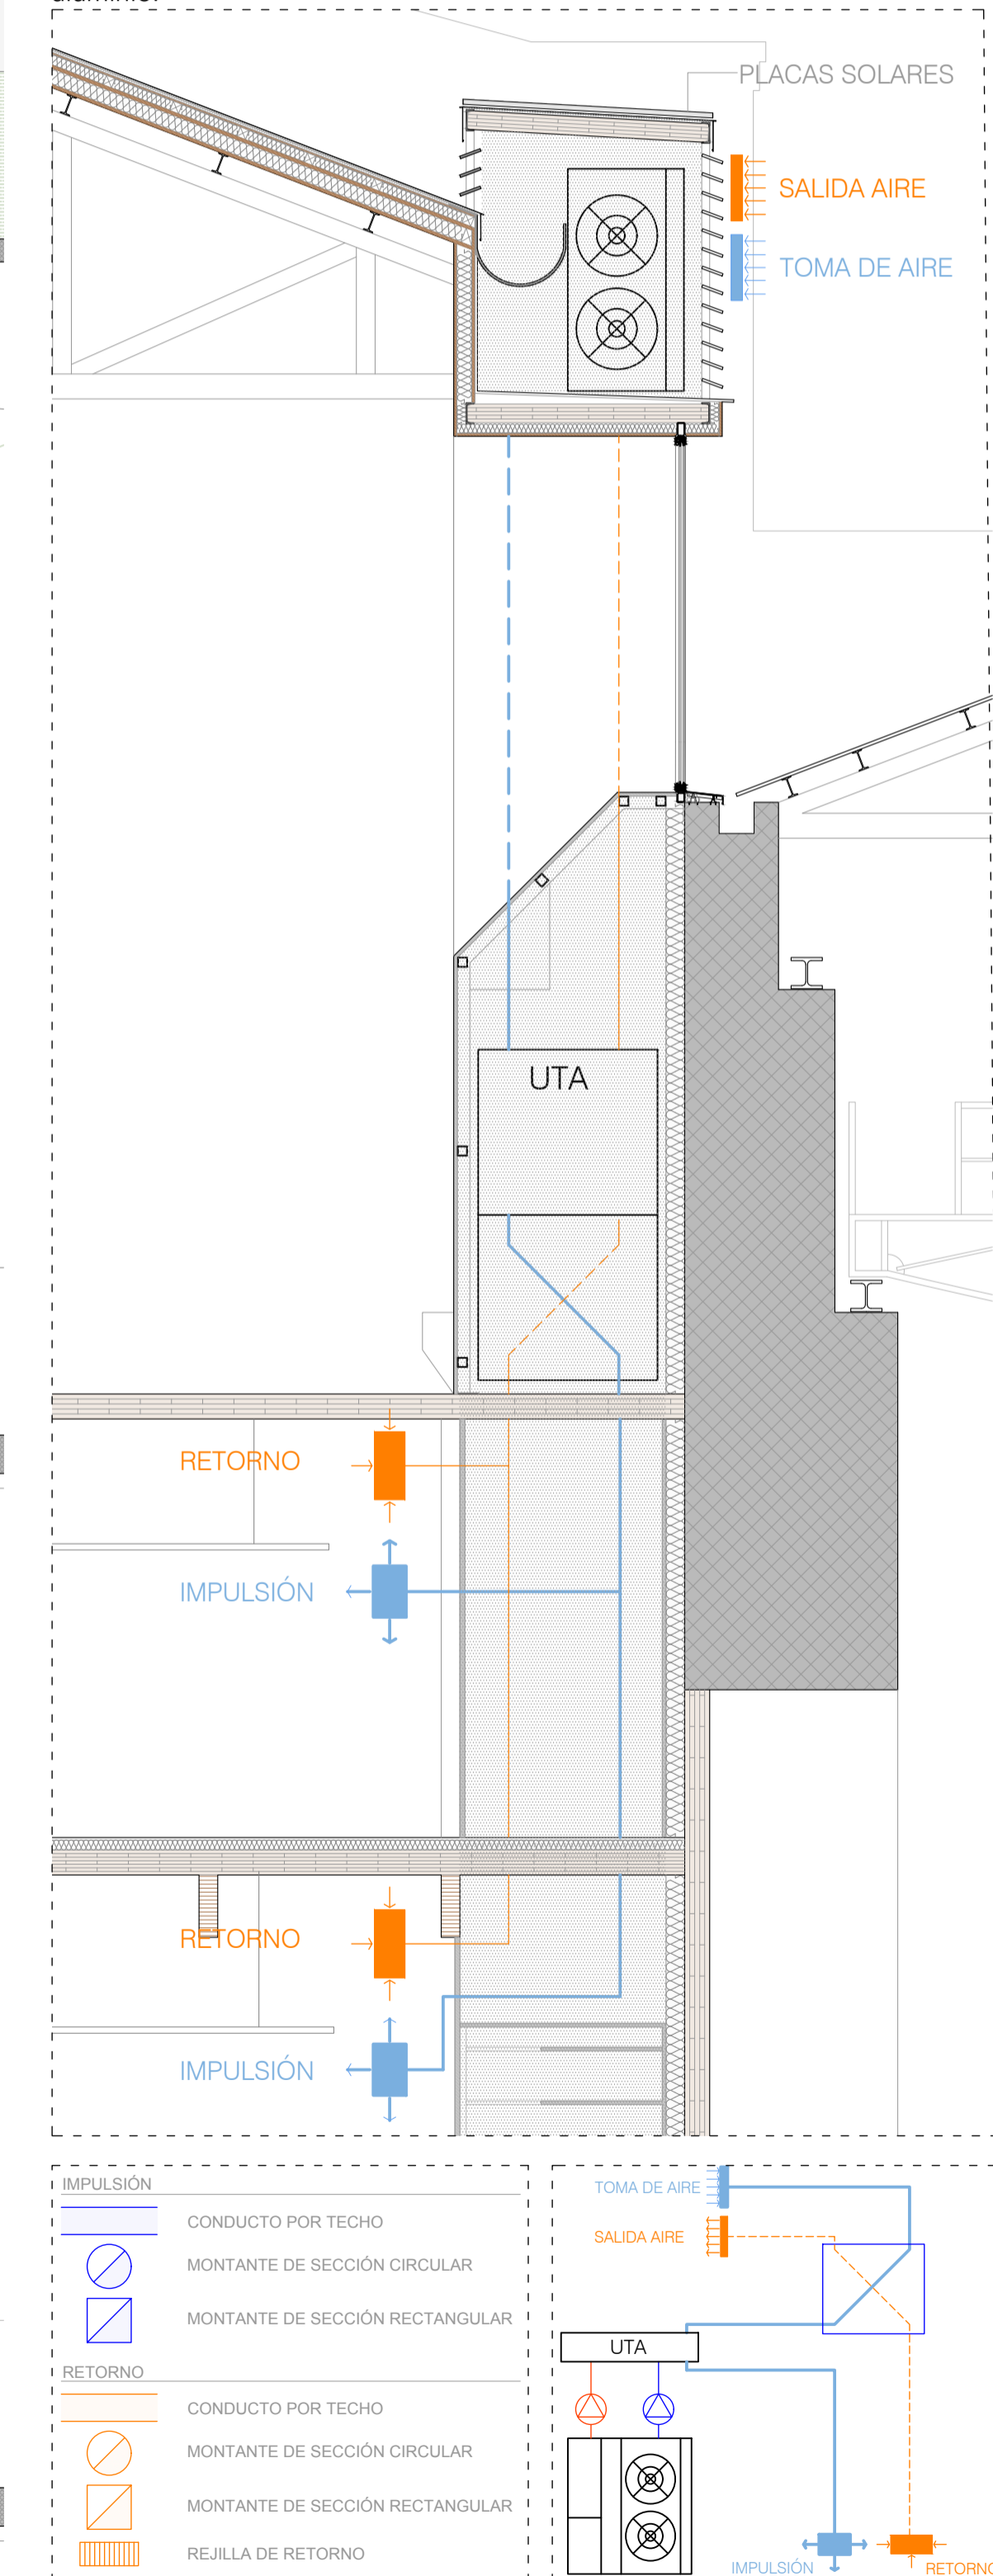 aluminio.
PLACAS SOLARES
SALIDA AIRE
TOMA DE AIRE
UTA
RETORNO
IMPULSIÓN
RETORNO
IMPULSIÓN
IMPULSIÓN
CONDUCTO POR TECHO
MONTANTE DE SECCIÓN CIRCULAR
MONTANTE DE SECCIÓN RECTANGULAR
RETORNO
CONDUCTO POR TECHO
MONTANTE DE SECCIÓN CIRCULAR
MONTANTE DE SECCIÓN RECTANGULAR
REJILLA DE RETORNO
TOMA DE AIRE
SALIDA AIRE
UTA
IMPULSIÓN
RETORNO